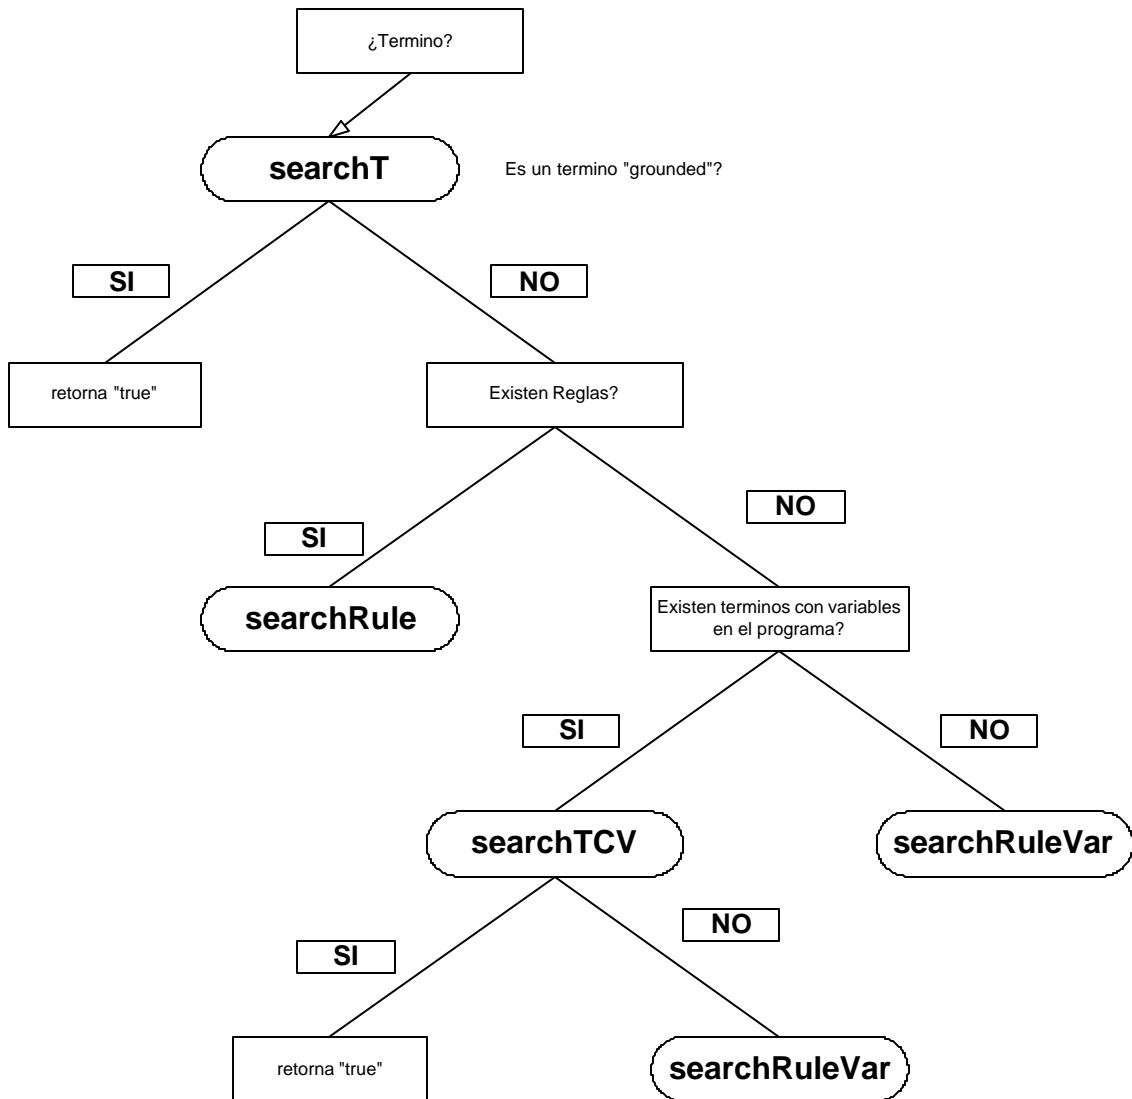 ¿Termino?
searchT
Es un termino "grounded"?
SI
NO
retorna "true"
Existen Reglas?
NO
SI
searchRule
Existen terminos con variables
en el programa?
SI
NO
searchTCV
searchRuleVar
NO
SI
retorna "true"
searchRuleVar